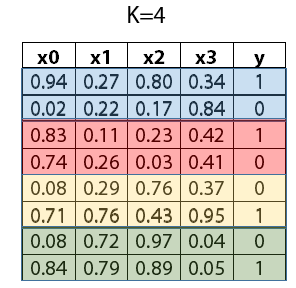 K=4
x0 x1 x2 x3 y
0.94 0.27 0.80 0.34 1
0.02 0.22 0.17 0.84 0
0.83 0.11 0.23 0.42 1
0.74 0.26 0.03 0.41 0
0.08 0.29 0.76 0.37 0
0.71 0.76 0.43 0.95 1
0.08 0.72 0.97 0.04 0
0.84 0.79 0.89 0.05 1